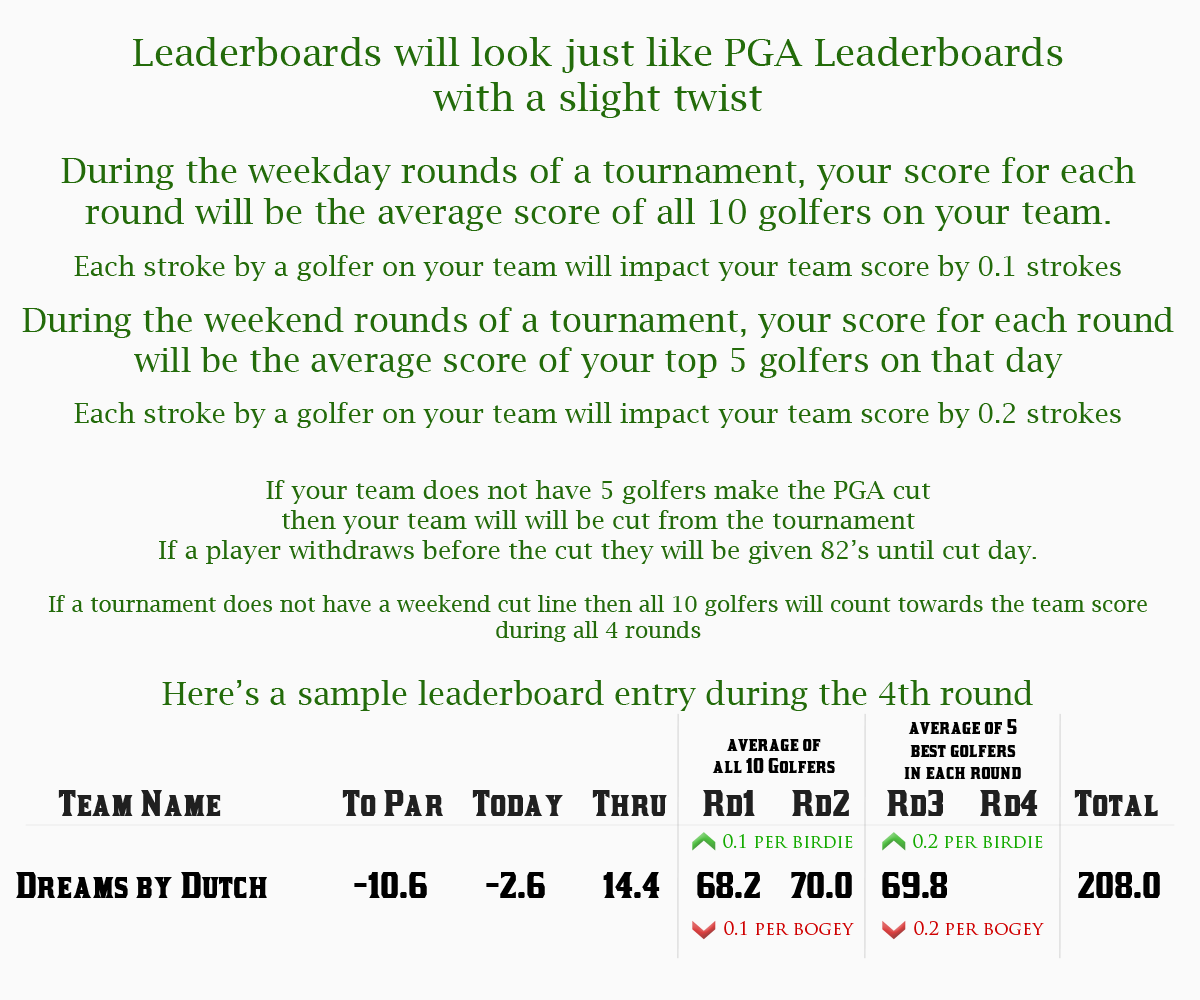 Leaderboards will look just like PGA Leaderboards
with a slight twist
During the weekday rounds of a tournament, your score for each
round will be the average score of all 10 golfers on your team.
Each stroke by a golfer on your team will impact your team score by 0.1 strokes
During the weekend rounds of a tournament, your score for each round
will be the average score of your top 5 golfers on that day
Each stroke by a golfer on your team will impact your team score by 0.2 strokes
If your team does not have 5 golfers make the PGA cut
then your team will will be cut from the tournament
If a player withdraws before the cut they will be given 82's until cut day.
If a tournament does not have a weekend cut line then all 10 golfers will count towards the team score
during all 4 rounds
Here's a sample leaderboard entry during the 4th round
average of
all 10 Golfers
average of 5
best golfers
in each round
Team Name To Par Today Thru Rd1 Rd2 Rd3 Rd4 Total
0.1 per birdie 0.2 per birdie
Dreams by Dutch -10.6 -2.6 14.4 68.2 70.0 69.8 208.0
0.1 per bogey 0.2 per bogey